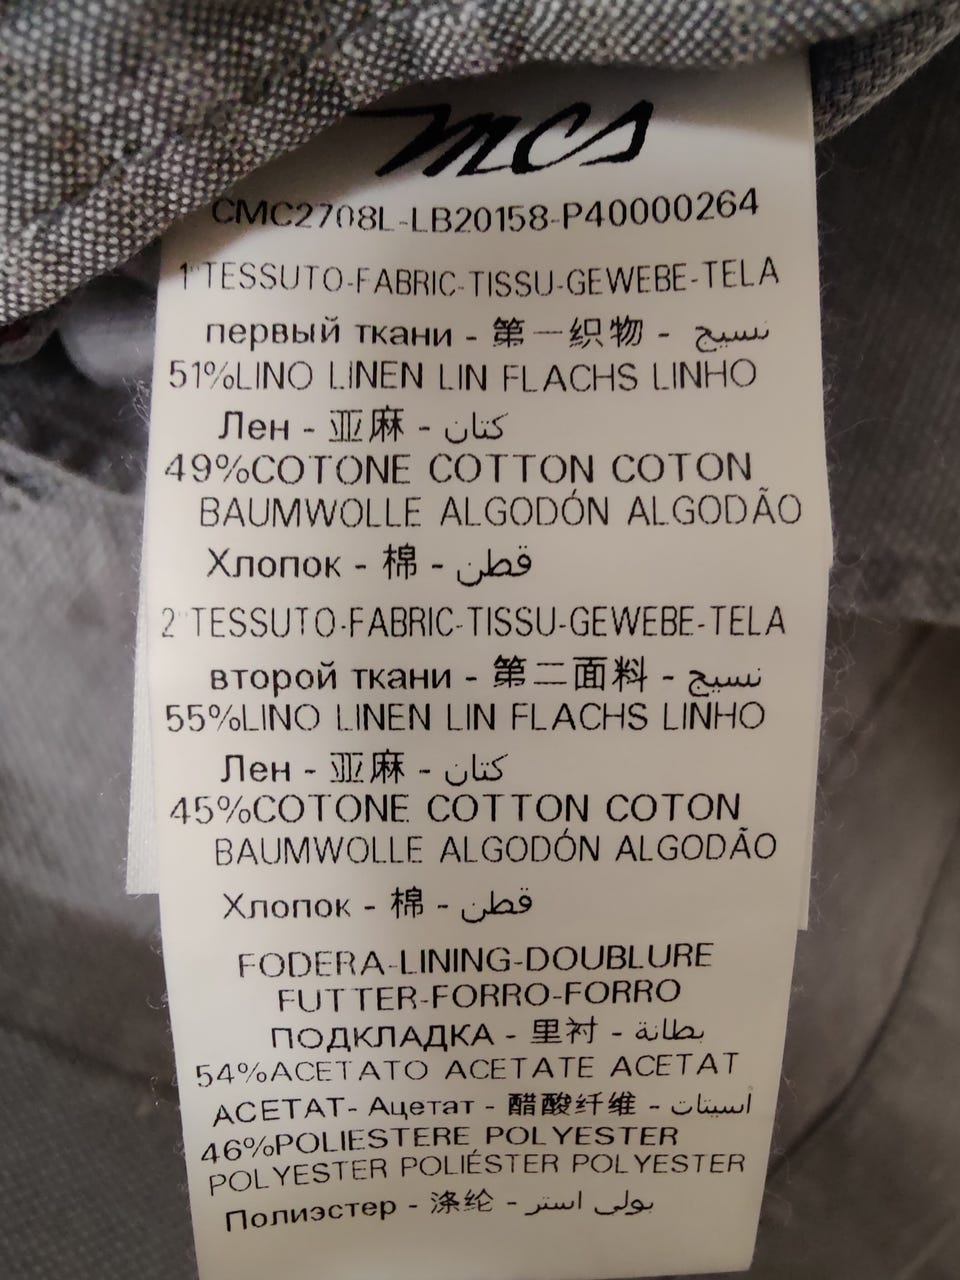 mcs
CMC2708L-LB20158-P40000264
1°TESSUTO-FABRIC-TISSU-GEWEBE-TELA
первый ткани - 第一织物 - نسيج
51%LINO LINEN LIN FLACHS LINHO
Лен - 亚麻 - كتان
49%COTONE COTTON COTON
BAUMWOLLE ALGODÓN ALGODÃO
Хлопок - 棉 - قطن
2°TESSUTO-FABRIC-TISSU-GEWEBE-TELA
второй ткани - 第二面料 - نسيج
55%LINO LINEN LIN FLACHS LINHO
Лен - 亚麻 - كتان
45%COTONE COTTON COTON
BAUMWOLLE ALGODÓN ALGODÃO
Хлопок - 棉 - قطن
FODERA-LINING-DOUBLURE
FUTTER-FORRO-FORRO
ПОДКЛАДКА - 里衬 - بطانة
54%ACETATO ACETATE ACETAT
ACETAT- Ацетат - 醋酸纤维 - اسيتات
46%POLIESTERE POLYESTER
POLYESTER POLIÉSTER POLYESTER
Полиэстер - 涤纶 - بولى استر